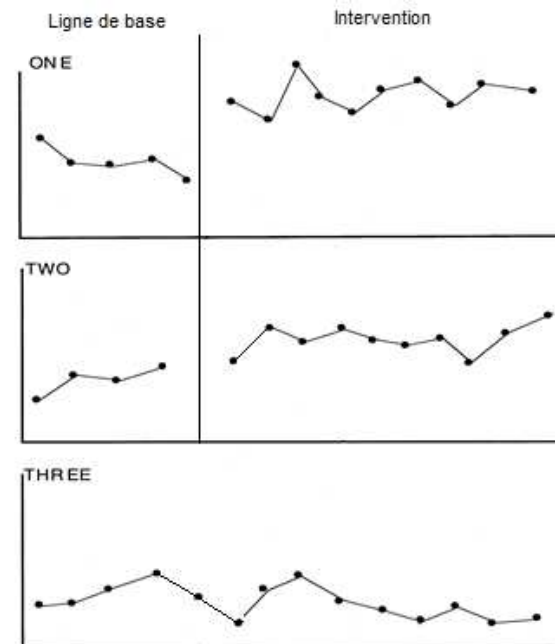 Ligne de base
Intervention
ONE
TWO
THREE